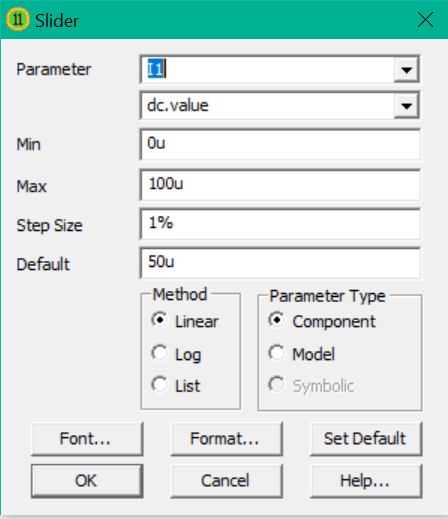 11 Slider
Parameter I1
dc.value
Min 0u
Max 100u
Step Size 1%
Default 50u
Method Parameter Type
Linear Component
Log Model
List Symbolic
Font... Format... Set Default
OK Cancel Help...